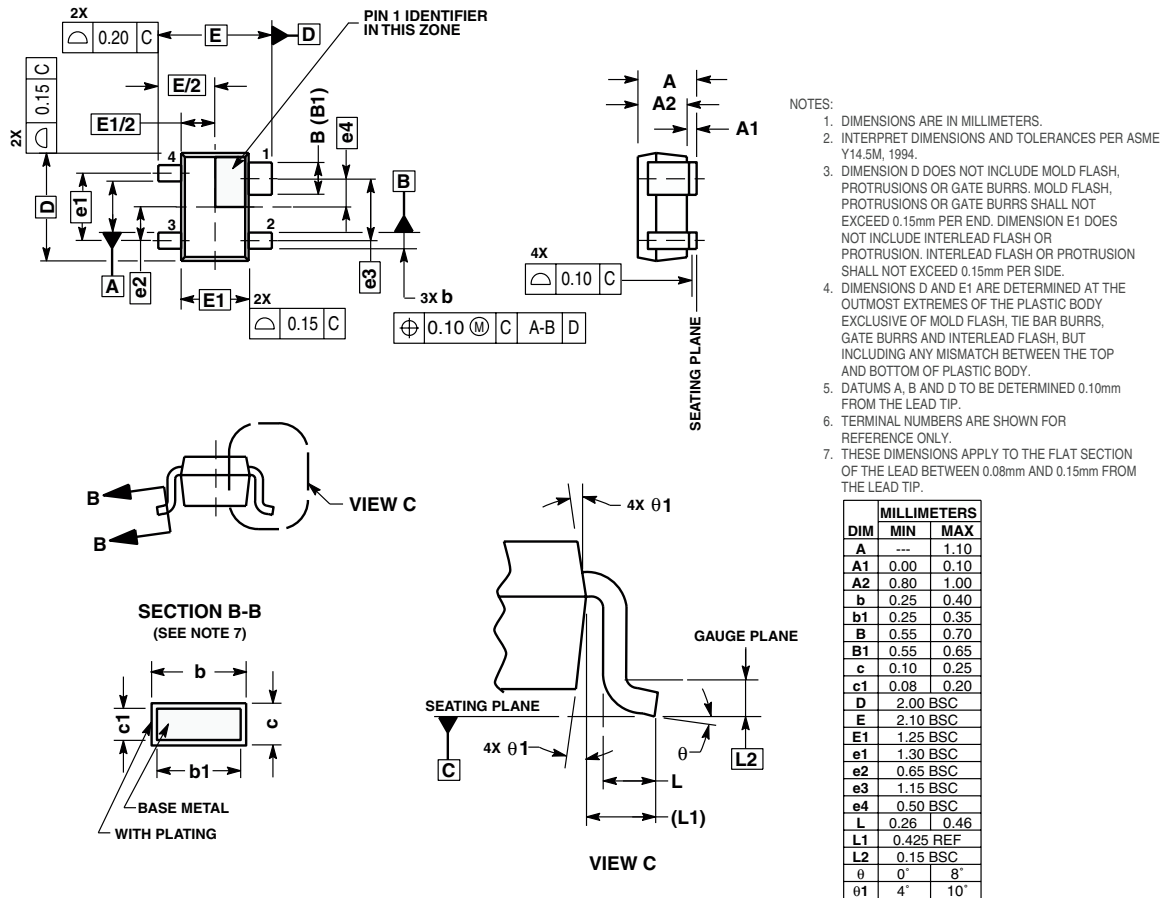 2X
⌓ 0.20 C
E
D
PIN 1 IDENTIFIER
IN THIS ZONE
2X
⌓ 0.15 C
E/2
E1/2
B (B1)
e4
A
A2
A1
4
1
B
D
e1
3
2
A
e2
E1
e3
2X
⌓ 0.15 C
3X b
⌖ 0.10 Ⓜ C A-B D
4X
⌓ 0.10 C
SEATING PLANE
NOTES:
1. DIMENSIONS ARE IN MILLIMETERS.
2. INTERPRET DIMENSIONS AND TOLERANCES PER ASME
Y14.5M, 1994.
3. DIMENSION D DOES NOT INCLUDE MOLD FLASH,
PROTRUSIONS OR GATE BURRS. MOLD FLASH,
PROTRUSIONS OR GATE BURRS SHALL NOT
EXCEED 0.15mm PER END. DIMENSION E1 DOES
NOT INCLUDE INTERLEAD FLASH OR
PROTRUSION. INTERLEAD FLASH OR PROTRUSION
SHALL NOT EXCEED 0.15mm PER SIDE.
4. DIMENSIONS D AND E1 ARE DETERMINED AT THE
OUTMOST EXTREMES OF THE PLASTIC BODY
EXCLUSIVE OF MOLD FLASH, TIE BAR BURRS,
GATE BURRS AND INTERLEAD FLASH, BUT
INCLUDING ANY MISMATCH BETWEEN THE TOP
AND BOTTOM OF PLASTIC BODY.
5. DATUMS A, B AND D TO BE DETERMINED 0.10mm
FROM THE LEAD TIP.
6. TERMINAL NUMBERS ARE SHOWN FOR
REFERENCE ONLY.
7. THESE DIMENSIONS APPLY TO THE FLAT SECTION
OF THE LEAD BETWEEN 0.08mm AND 0.15mm FROM
THE LEAD TIP.
B
B
VIEW C
SECTION B-B
(SEE NOTE 7)
b
c1
c
b1
BASE METAL
WITH PLATING
4X θ1
GAUGE PLANE
SEATING PLANE
C
4X θ1
θ
L2
L
(L1)
VIEW C
MILLIMETERS
DIM MIN MAX
A --- 1.10
A1 0.00 0.10
A2 0.80 1.00
b 0.25 0.40
b1 0.25 0.35
B 0.55 0.70
B1 0.55 0.65
c 0.10 0.25
c1 0.08 0.20
D 2.00 BSC
E 2.10 BSC
E1 1.25 BSC
e1 1.30 BSC
e2 0.65 BSC
e3 1.15 BSC
e4 0.50 BSC
L 0.26 0.46
L1 0.425 REF
L2 0.15 BSC
θ 0° 8°
θ1 4° 10°